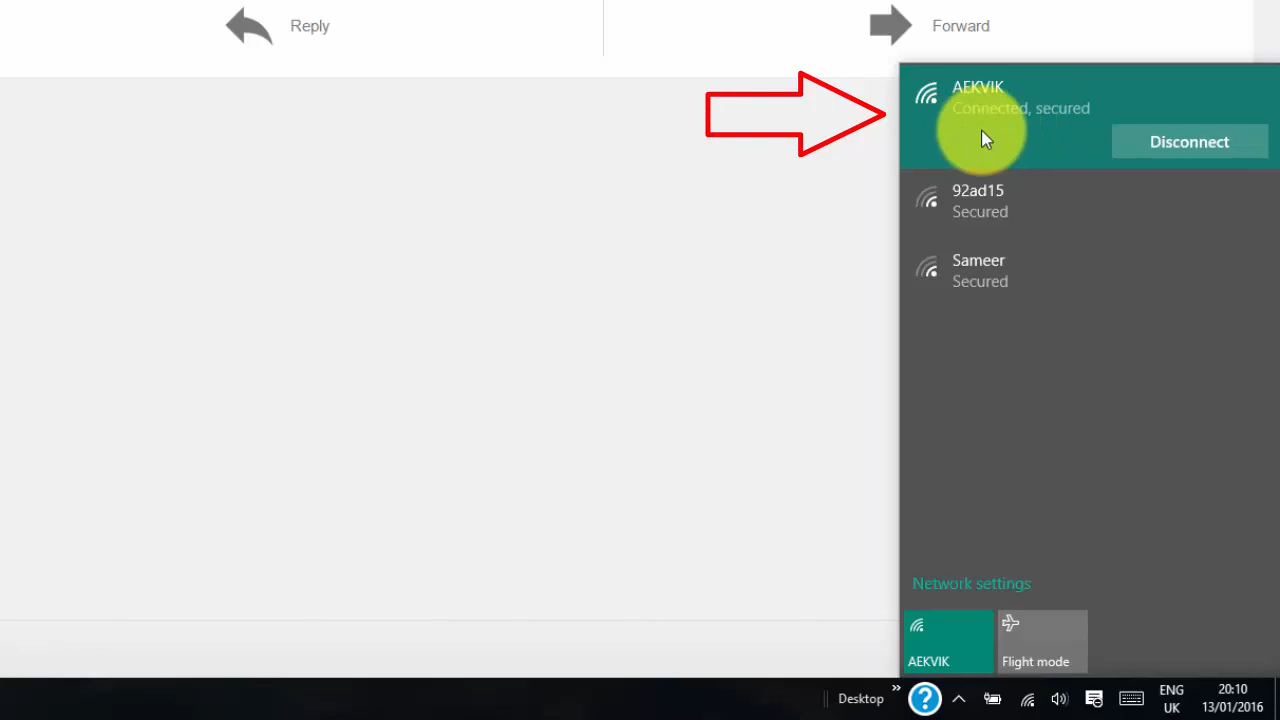 Reply
Forward
AEKVIK
Connected, secured
Disconnect
92ad15
Secured
Sameer
Secured
Network settings
AEKVIK
Flight mode
Desktop
»
?
ENG
UK
20:10
13/01/2016